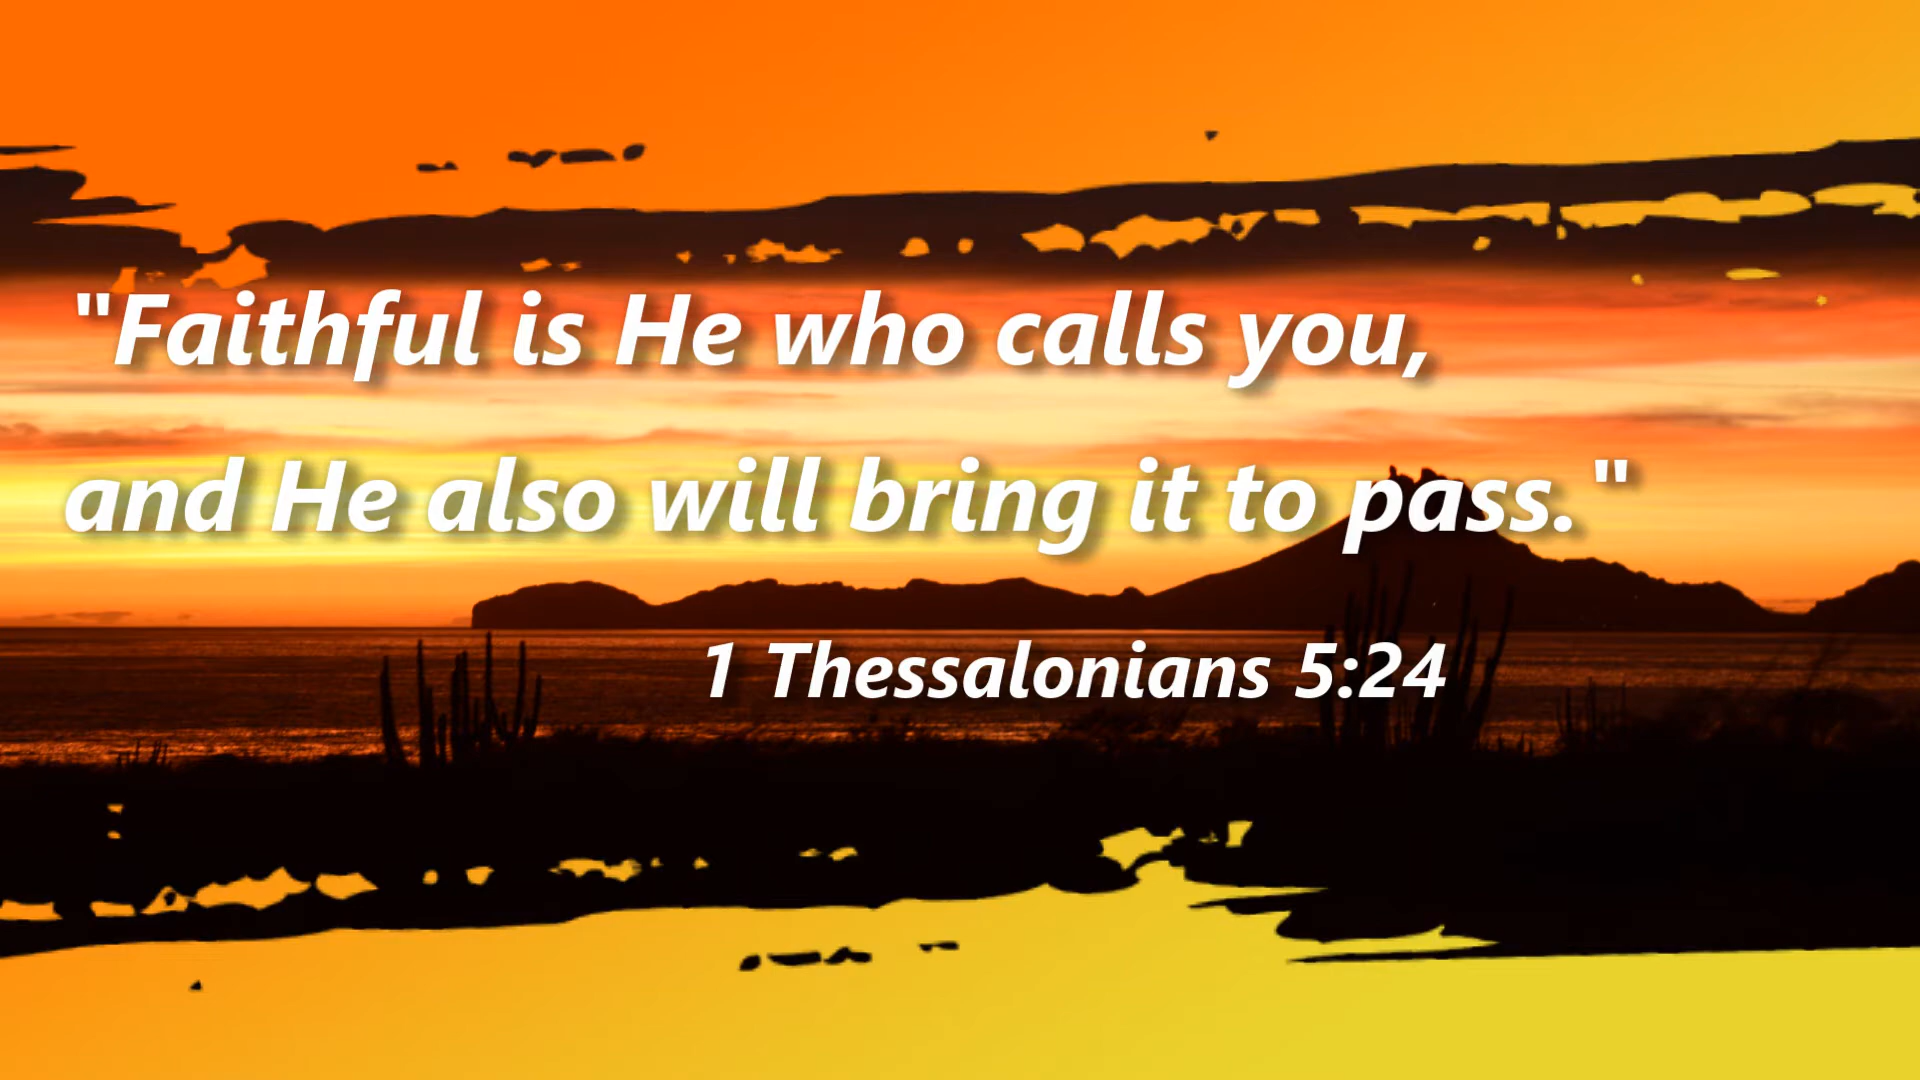 "Faithful is He who calls you,
and He also will bring it to pass."
1 Thessalonians 5:24